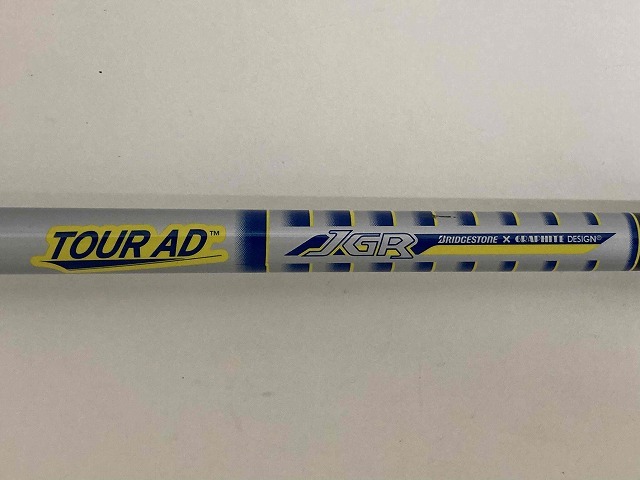 TOUR AD™
JGR BRIDGESTONE X GRAPHITE DESIGN®